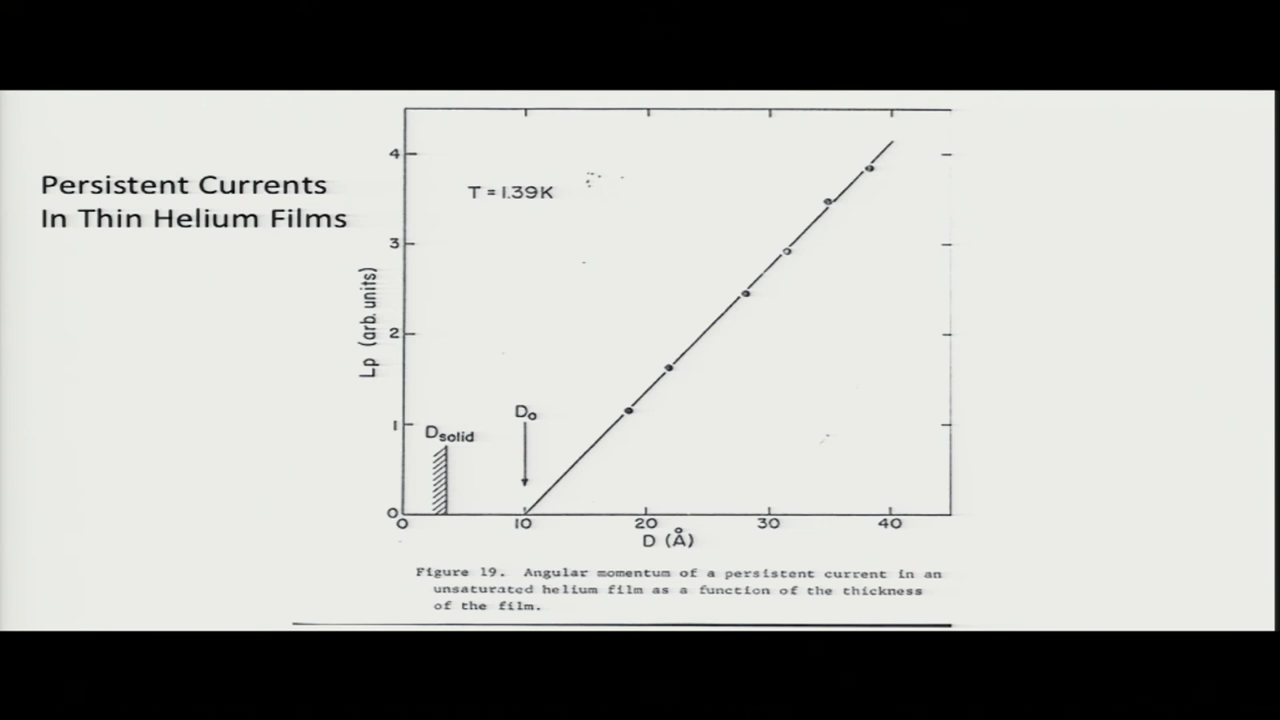 Persistent Currents
In Thin Helium Films
T = 1.39K
Lp (arb. units)
4
3
2
1
0
Dsolid
D₀
0 10 20 30 40
D (Å)
Figure 19. Angular momentum of a persistent current in an
unsaturated helium film as a function of the thickness
of the film.